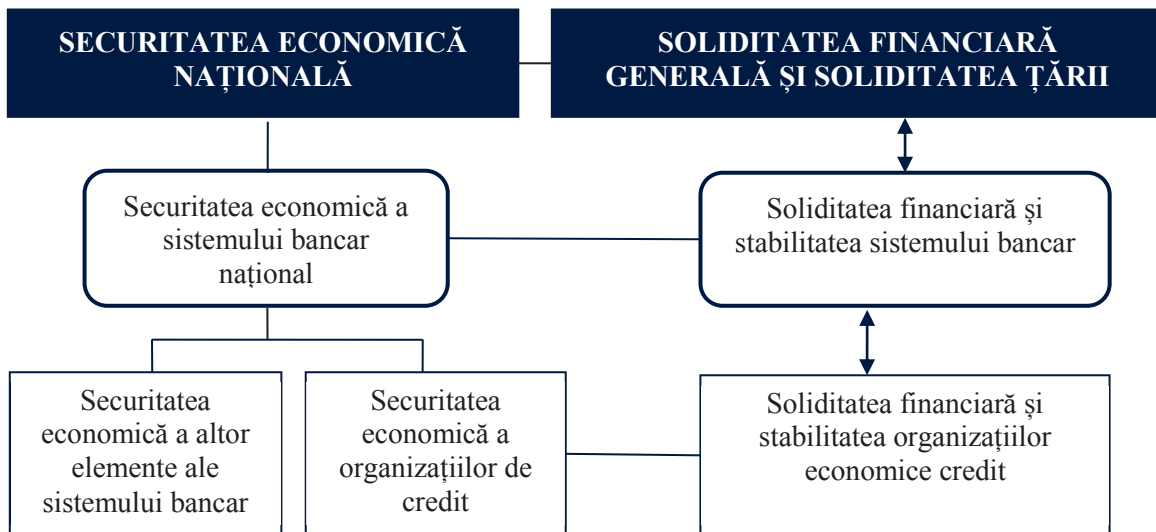 SECURITATEA ECONOMICĂ
NAȚIONALĂ
SOLIDITATEA FINANCIARĂ
GENERALĂ ȘI SOLIDITATEA ȚĂRII
Securitatea economică a
sistemului bancar
național
Soliditatea financiară și
stabilitatea sistemului bancar
Securitatea
economică a altor
elemente ale
sistemului bancar
Securitatea
economică a
organizațiilor de
credit
Soliditatea financiară și
stabilitatea organizațiilor
economice credit